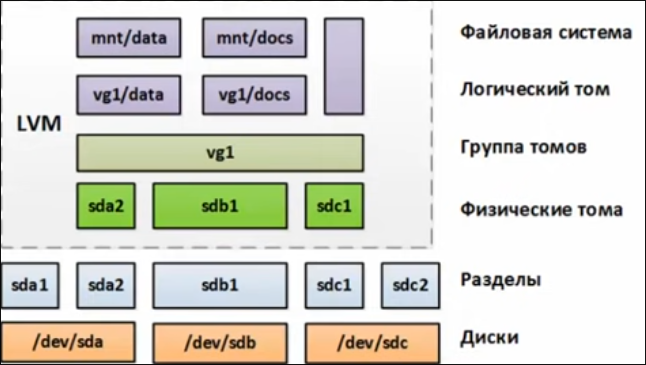 mnt/data mnt/docs Файловая система
vg1/data vg1/docs Логический том
LVM
vg1 Группа томов
sda2 sdb1 sdc1 Физические тома
sda1 sda2 sdb1 sdc1 sdc2 Разделы
/dev/sda /dev/sdb /dev/sdc Диски